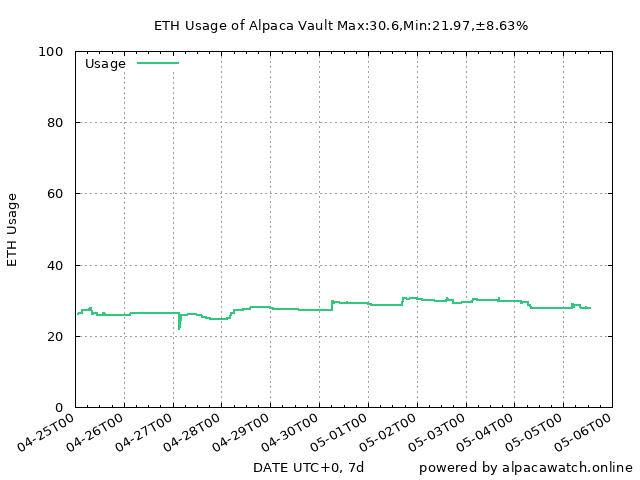 ETH Usage of Alpaca Vault Max:30.6,Min:21.97,±8.63%
Usage
100
80
60
40
20
0
ETH Usage
04-25T00
04-26T00
04-27T00
04-28T00
04-29T00
04-30T00
05-01T00
05-02T00
05-03T00
05-04T00
05-05T00
05-06T00
DATE UTC+0, 7d
powered by alpacawatch.online